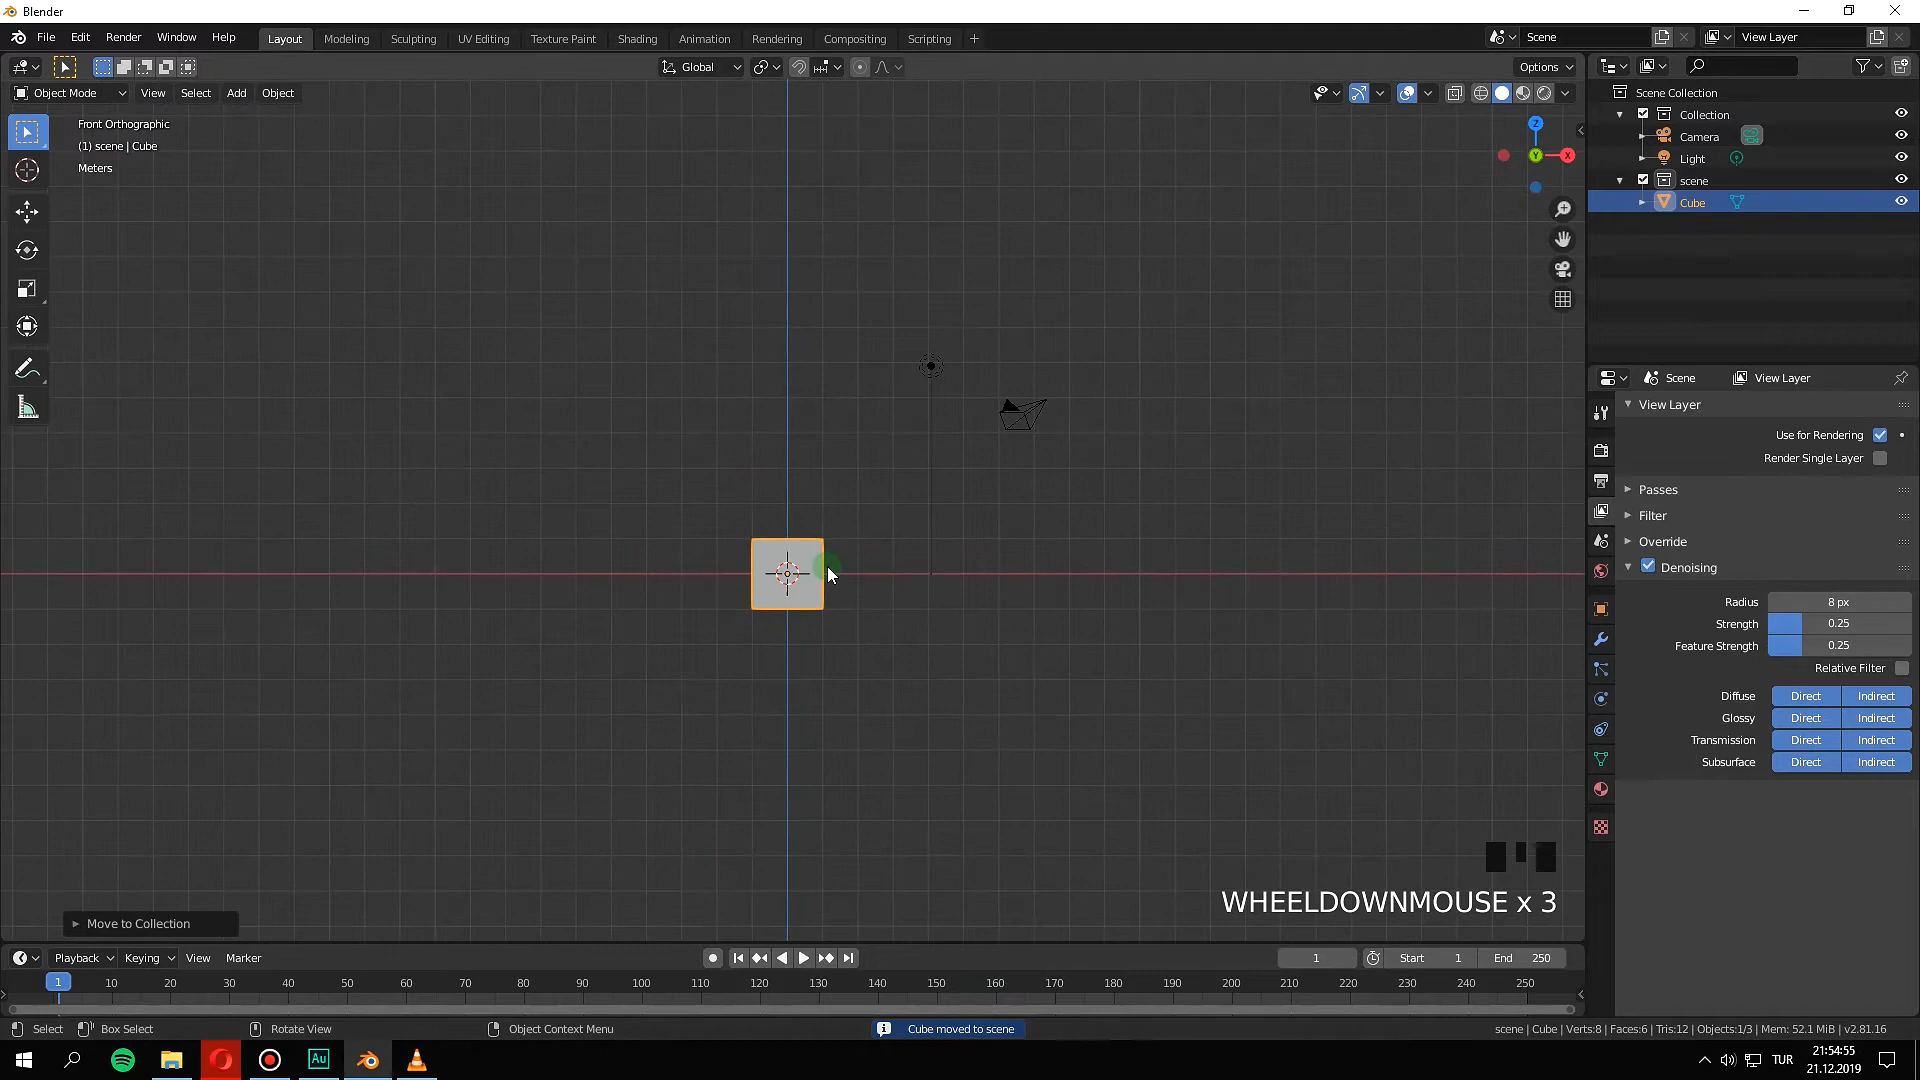 Blender
File Edit Render Window Help Layout Modeling Sculpting UV Editing Texture Paint Shading Animation Rendering Compositing Scripting + Scene View Layer
Global Options
Object Mode View Select Add Object
Front Orthographic
(1) scene | Cube
Meters
Z
Y
X
Scene Collection
Collection
Camera
Light
scene
Cube
Scene View Layer
View Layer
Use for Rendering
Render Single Layer
Passes
Filter
Override
Denoising
Radius 8 px
Strength 0.25
Feature Strength 0.25
Relative Filter
Diffuse Direct Indirect
Glossy Direct Indirect
Transmission Direct Indirect
Subsurface Direct Indirect
WHEELDOWNMOUSE x 3
Move to Collection
Playback Keying View Marker 1 Start 1 End 250
1 10 20 30 40 50 60 70 80 90 100 110 120 130 140 150 160 170 180 190 200 210 220 230 240 250
Select Box Select Rotate View Object Context Menu Cube moved to scene scene | Cube | Verts:8 | Faces:6 | Tris:12 | Objects:1/3 | Mem: 52.1 MiB | v2.81.16
Au TUR 21:54:55
21.12.2019